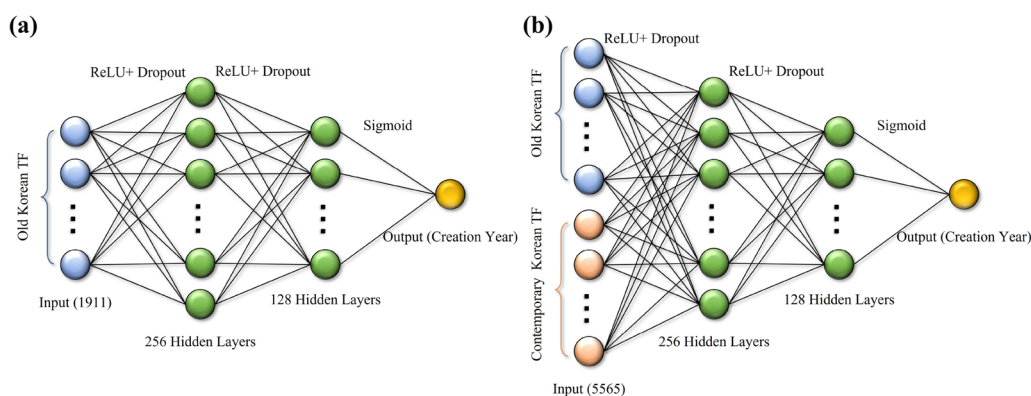 (a)
ReLU+ Dropout
ReLU+ Dropout
Sigmoid
Old Korean TF
Output (Creation Year)
Input (1911)
128 Hidden Layers
256 Hidden Layers
(b)
ReLU+ Dropout
ReLU+ Dropout
Sigmoid
Old Korean TF
Contemporary Korean TF
Output (Creation Year)
128 Hidden Layers
256 Hidden Layers
Input (5565)